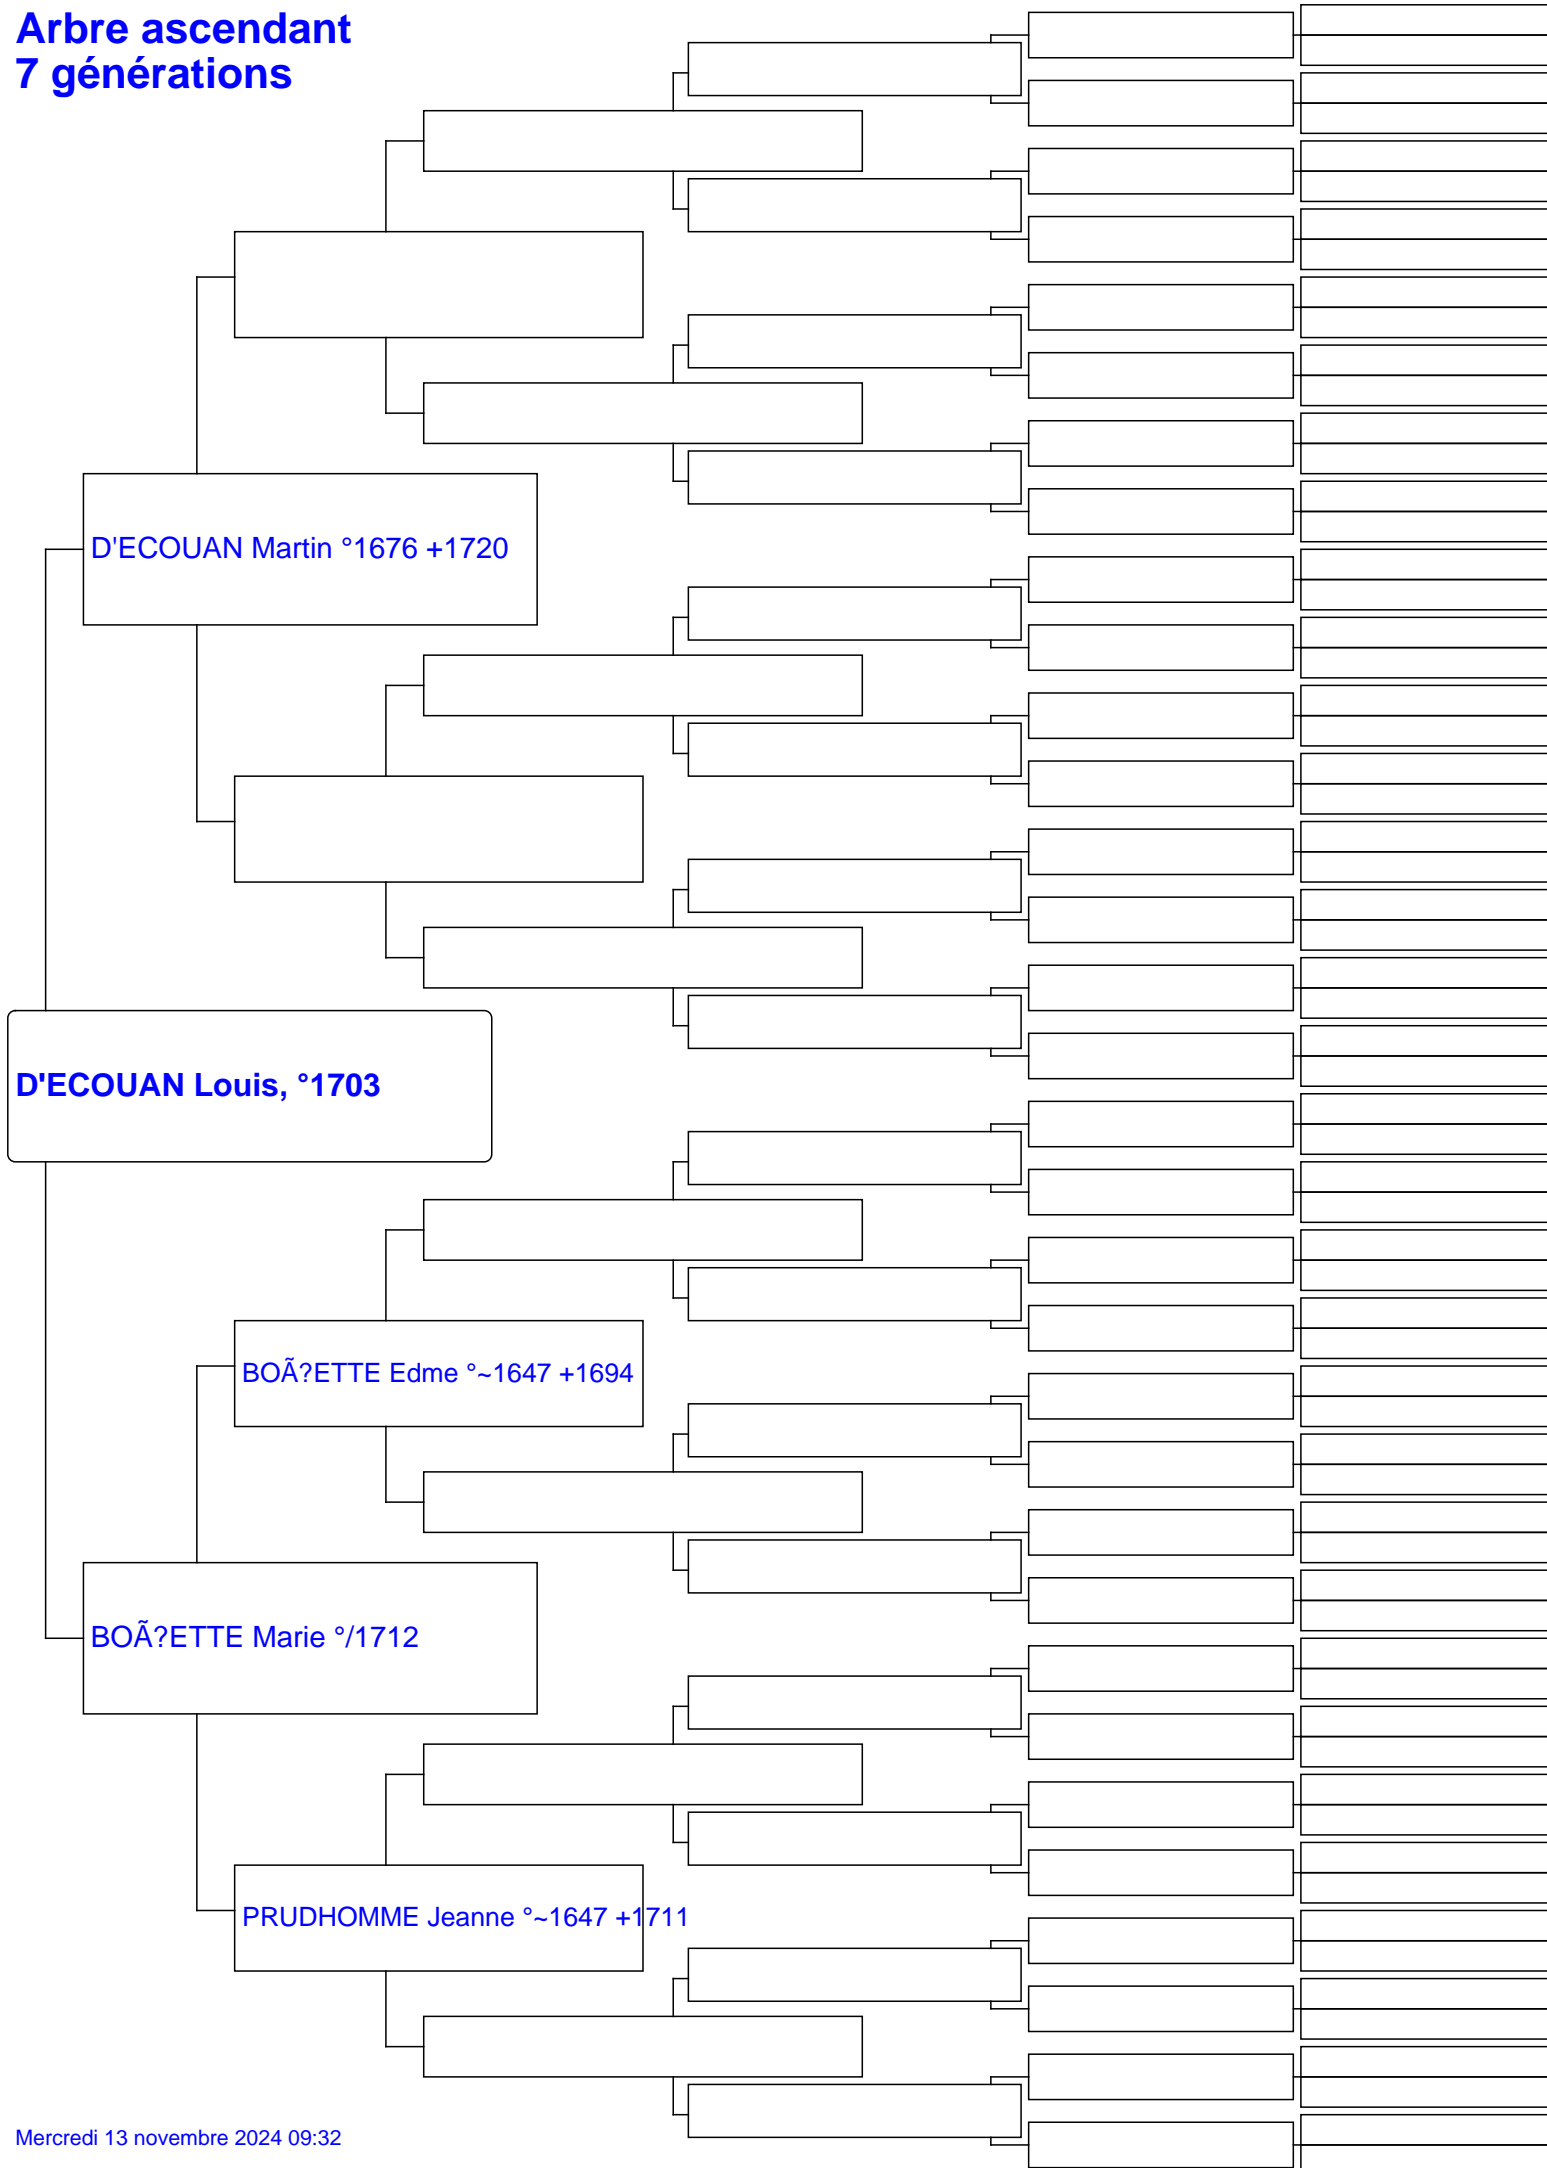 Arbre ascendant
7 générations
D'ECOUAN Martin °1676 +1720
D'ECOUAN Louis, °1703
BOÃ?ETTE Edme °~1647 +1694
BOÃ?ETTE Marie °/1712
PRUDHOMME Jeanne °~1647 +1711
Mercredi 13 novembre 2024 09:32